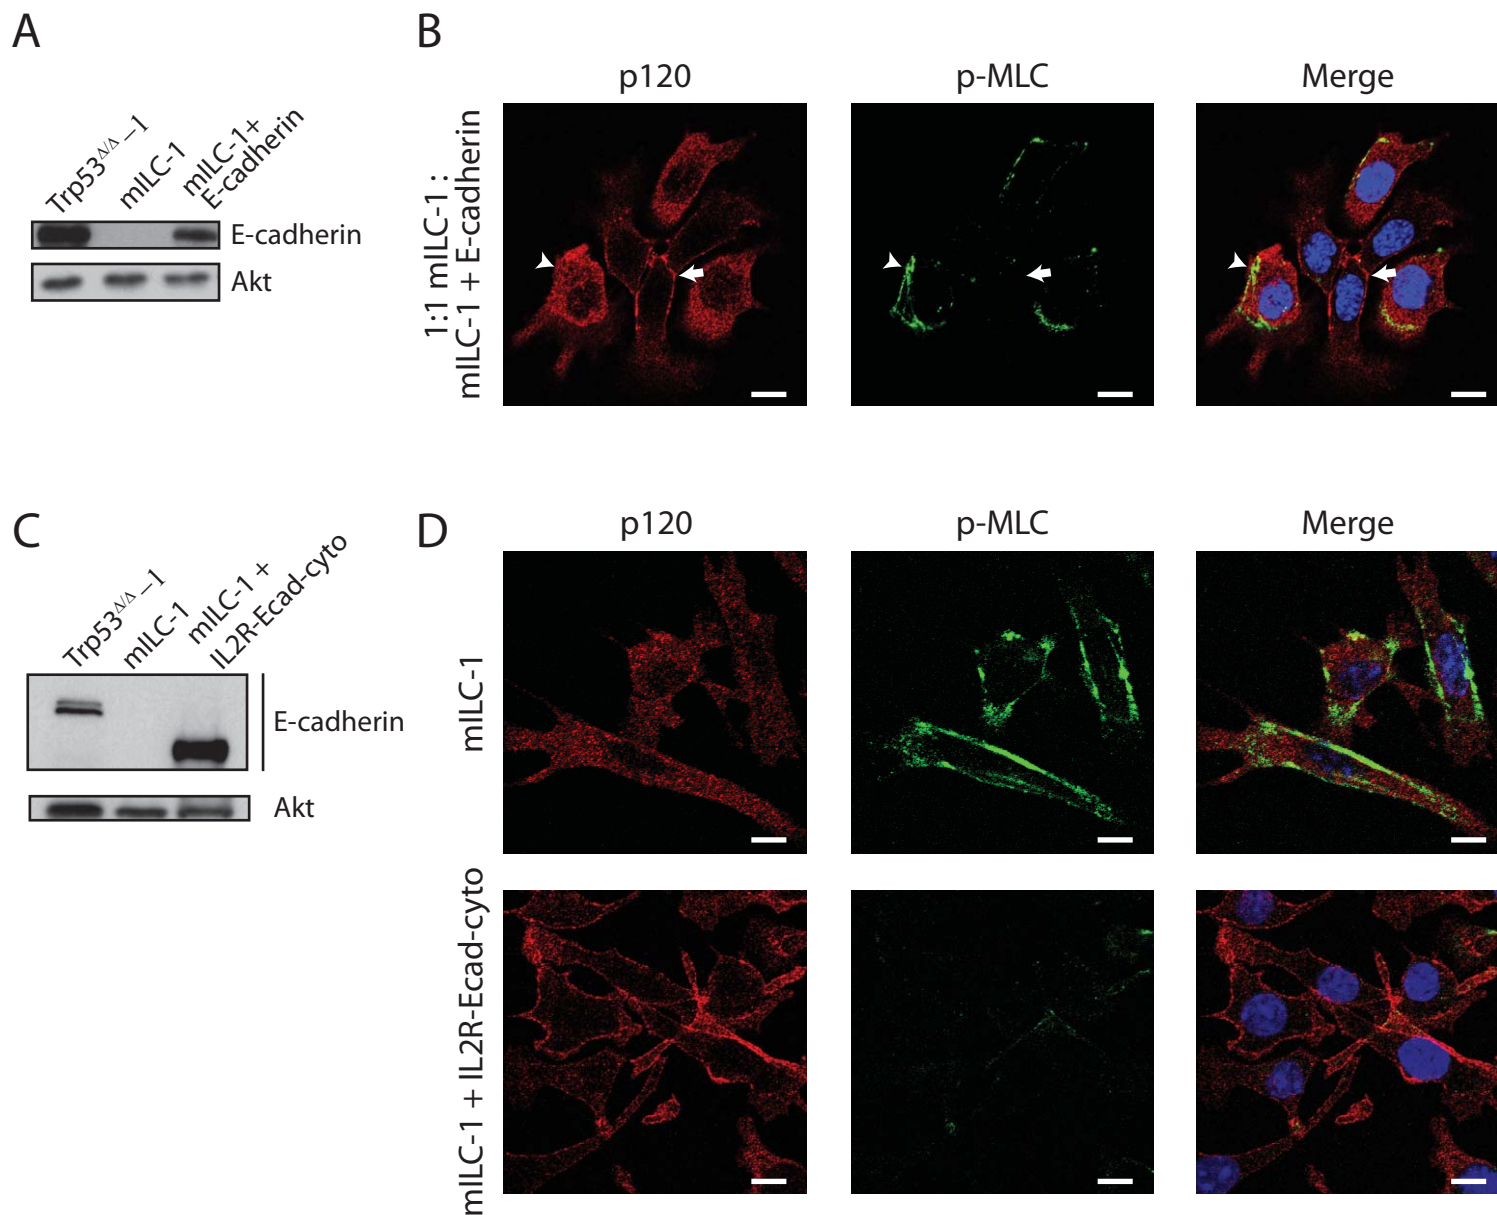 A
Trp53Δ/Δ –1
mILC-1
mILC-1+
E-cadherin
E-cadherin
Akt
B
p120
p-MLC
Merge
1:1 mILC-1 :
mILC-1 + E-cadherin
C
Trp53Δ/Δ –1
mILC-1
mILC-1 +
IL2R-Ecad-cyto
E-cadherin
Akt
D
p120
p-MLC
Merge
mILC-1
mILC-1 + IL2R-Ecad-cyto